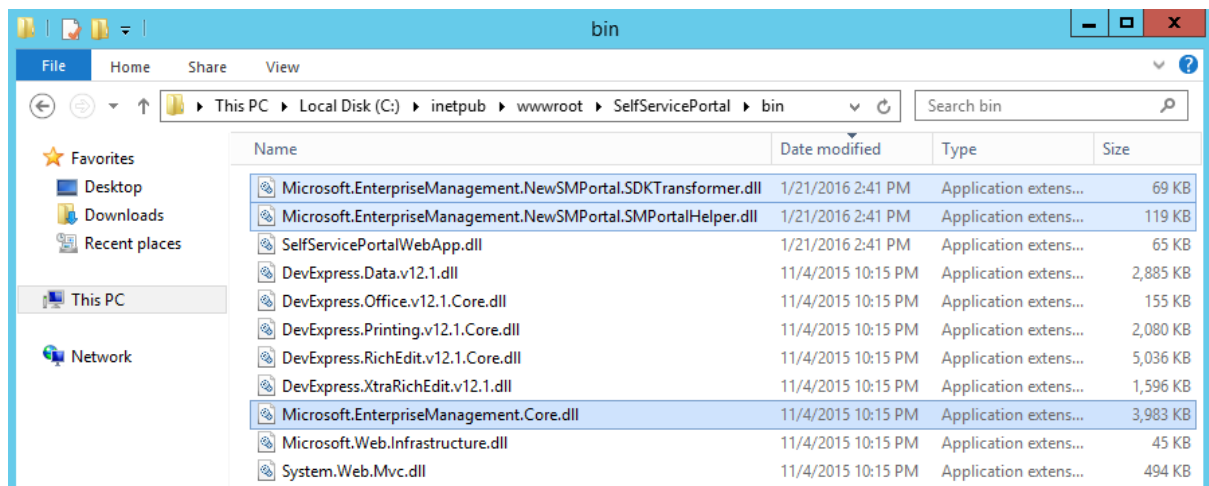 bin
File Home Share View
This PC Local Disk (C:) inetpub wwwroot SelfServicePortal bin Search bin
Favorites
Desktop
Downloads
Recent places
This PC
Network
Name Date modified Type Size
Microsoft.EnterpriseManagement.NewSMPortal.SDKTransformer.dll 1/21/2016 2:41 PM Application extens... 69 KB
Microsoft.EnterpriseManagement.NewSMPortal.SMPortalHelper.dll 1/21/2016 2:41 PM Application extens... 119 KB
SelfServicePortalWebApp.dll 1/21/2016 2:41 PM Application extens... 65 KB
DevExpress.Data.v12.1.dll 11/4/2015 10:15 PM Application extens... 2,885 KB
DevExpress.Office.v12.1.Core.dll 11/4/2015 10:15 PM Application extens... 155 KB
DevExpress.Printing.v12.1.Core.dll 11/4/2015 10:15 PM Application extens... 2,080 KB
DevExpress.RichEdit.v12.1.Core.dll 11/4/2015 10:15 PM Application extens... 5,036 KB
DevExpress.XtraRichEdit.v12.1.dll 11/4/2015 10:15 PM Application extens... 1,596 KB
Microsoft.EnterpriseManagement.Core.dll 11/4/2015 10:15 PM Application extens... 3,983 KB
Microsoft.Web.Infrastructure.dll 11/4/2015 10:15 PM Application extens... 45 KB
System.Web.Mvc.dll 11/4/2015 10:15 PM Application extens... 494 KB